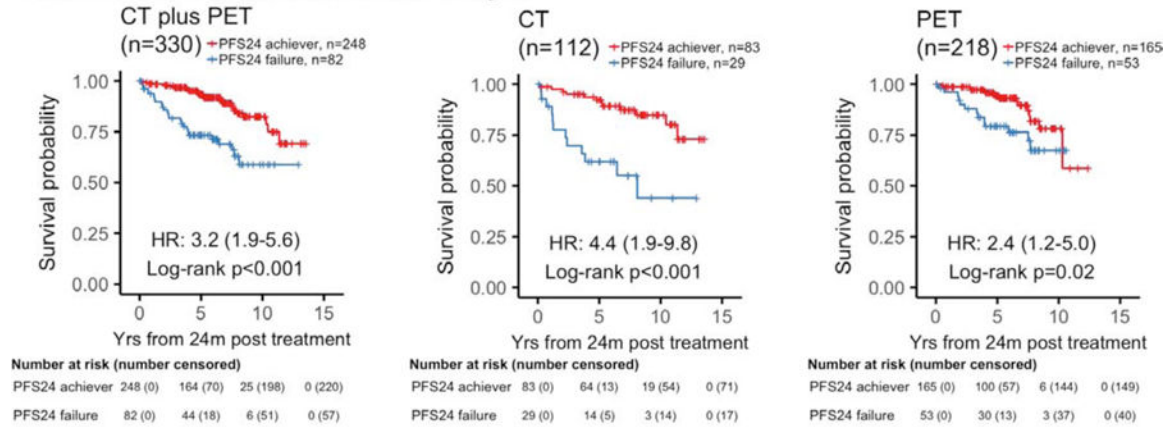 CT plus PET
(n=330)
PFS24 achiever, n=248
PFS24 failure, n=82
Survival probability
1.00
0.75
0.50
0.25
0.00
HR: 3.2 (1.9-5.6)
Log-rank p<0.001
0 5 10 15
Yrs from 24m post treatment
Number at risk (number censored)
PFS24 achiever 248 (0) 164 (70) 25 (198) 0 (220)
PFS24 failure 82 (0) 44 (18) 6 (51) 0 (57)
CT
(n=112)
PFS24 achiever, n=83
PFS24 failure, n=29
Survival probability
1.00
0.75
0.50
0.25
0.00
HR: 4.4 (1.9-9.8)
Log-rank p<0.001
0 5 10 15
Yrs from 24m post treatment
Number at risk (number censored)
PFS24 achiever 83 (0) 64 (13) 19 (54) 0 (71)
PFS24 failure 29 (0) 14 (5) 3 (14) 0 (17)
PET
(n=218)
PFS24 achiever, n=165
PFS24 failure, n=53
Survival probability
1.00
0.75
0.50
0.25
0.00
HR: 2.4 (1.2-5.0)
Log-rank p=0.02
0 5 10 15
Yrs from 24m post treatment
Number at risk (number censored)
PFS24 achiever 165 (0) 100 (57) 6 (144) 0 (149)
PFS24 failure 53 (0) 30 (13) 3 (37) 0 (40)